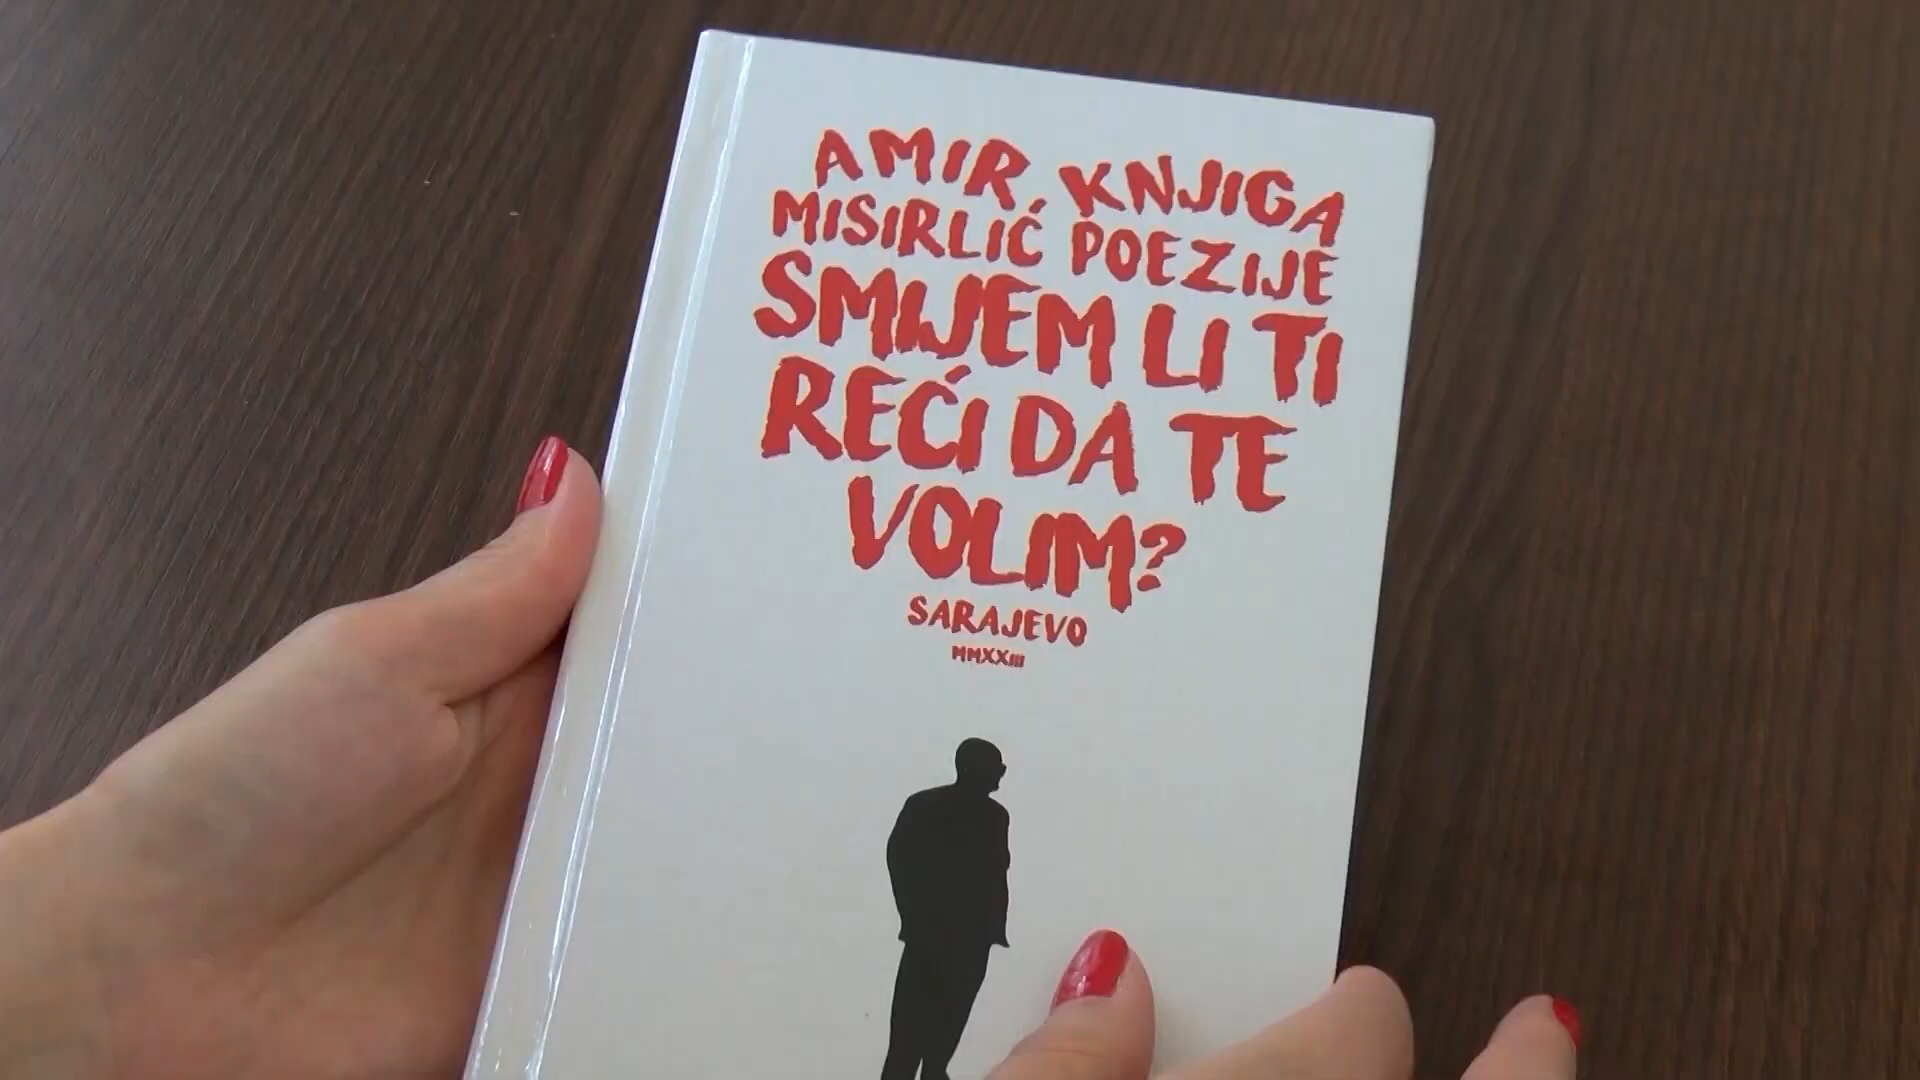 AMIR KNJIGA
MISIRLIĆ POEZIJE
SMIJEM LI TI
REĆI DA TE
VOLIM?
SARAJEVO
MMXXIII